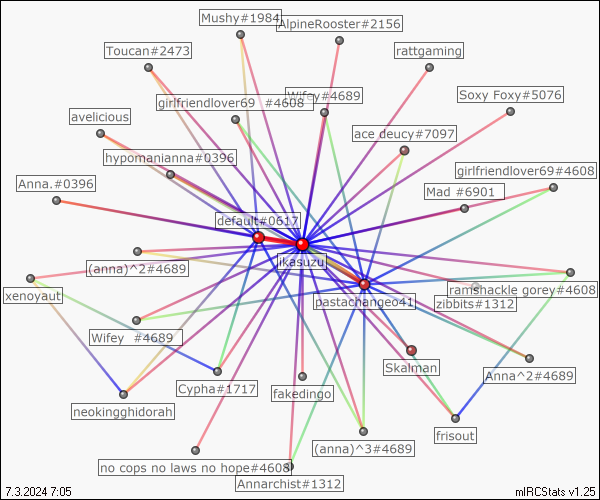 Mushy#1984
AlpineRooster#2156
Toucan#2473
rattgaming
Wifey#4689
Soxy Foxy#5076
girlfriendlover69 #4608
avelicious
ace deucy#7097
hypomanianna#0396
girlfriendlover69#4608
Anna.#0396
Mad #6901
default#0617
ikasuzu
(anna)^2#4689
xenoyaut
ramshackle gorey#4608
pastachangeo41
zibbits#1312
Wifey #4689
Skalman
Anna^2#4689
Cypha#1717
fakedingo
neokingghidorah
frisout
(anna)^3#4689
no cops no laws no hope#4608
Annarchist#1312
7.3.2024 7:05
mIRCStats v1.25